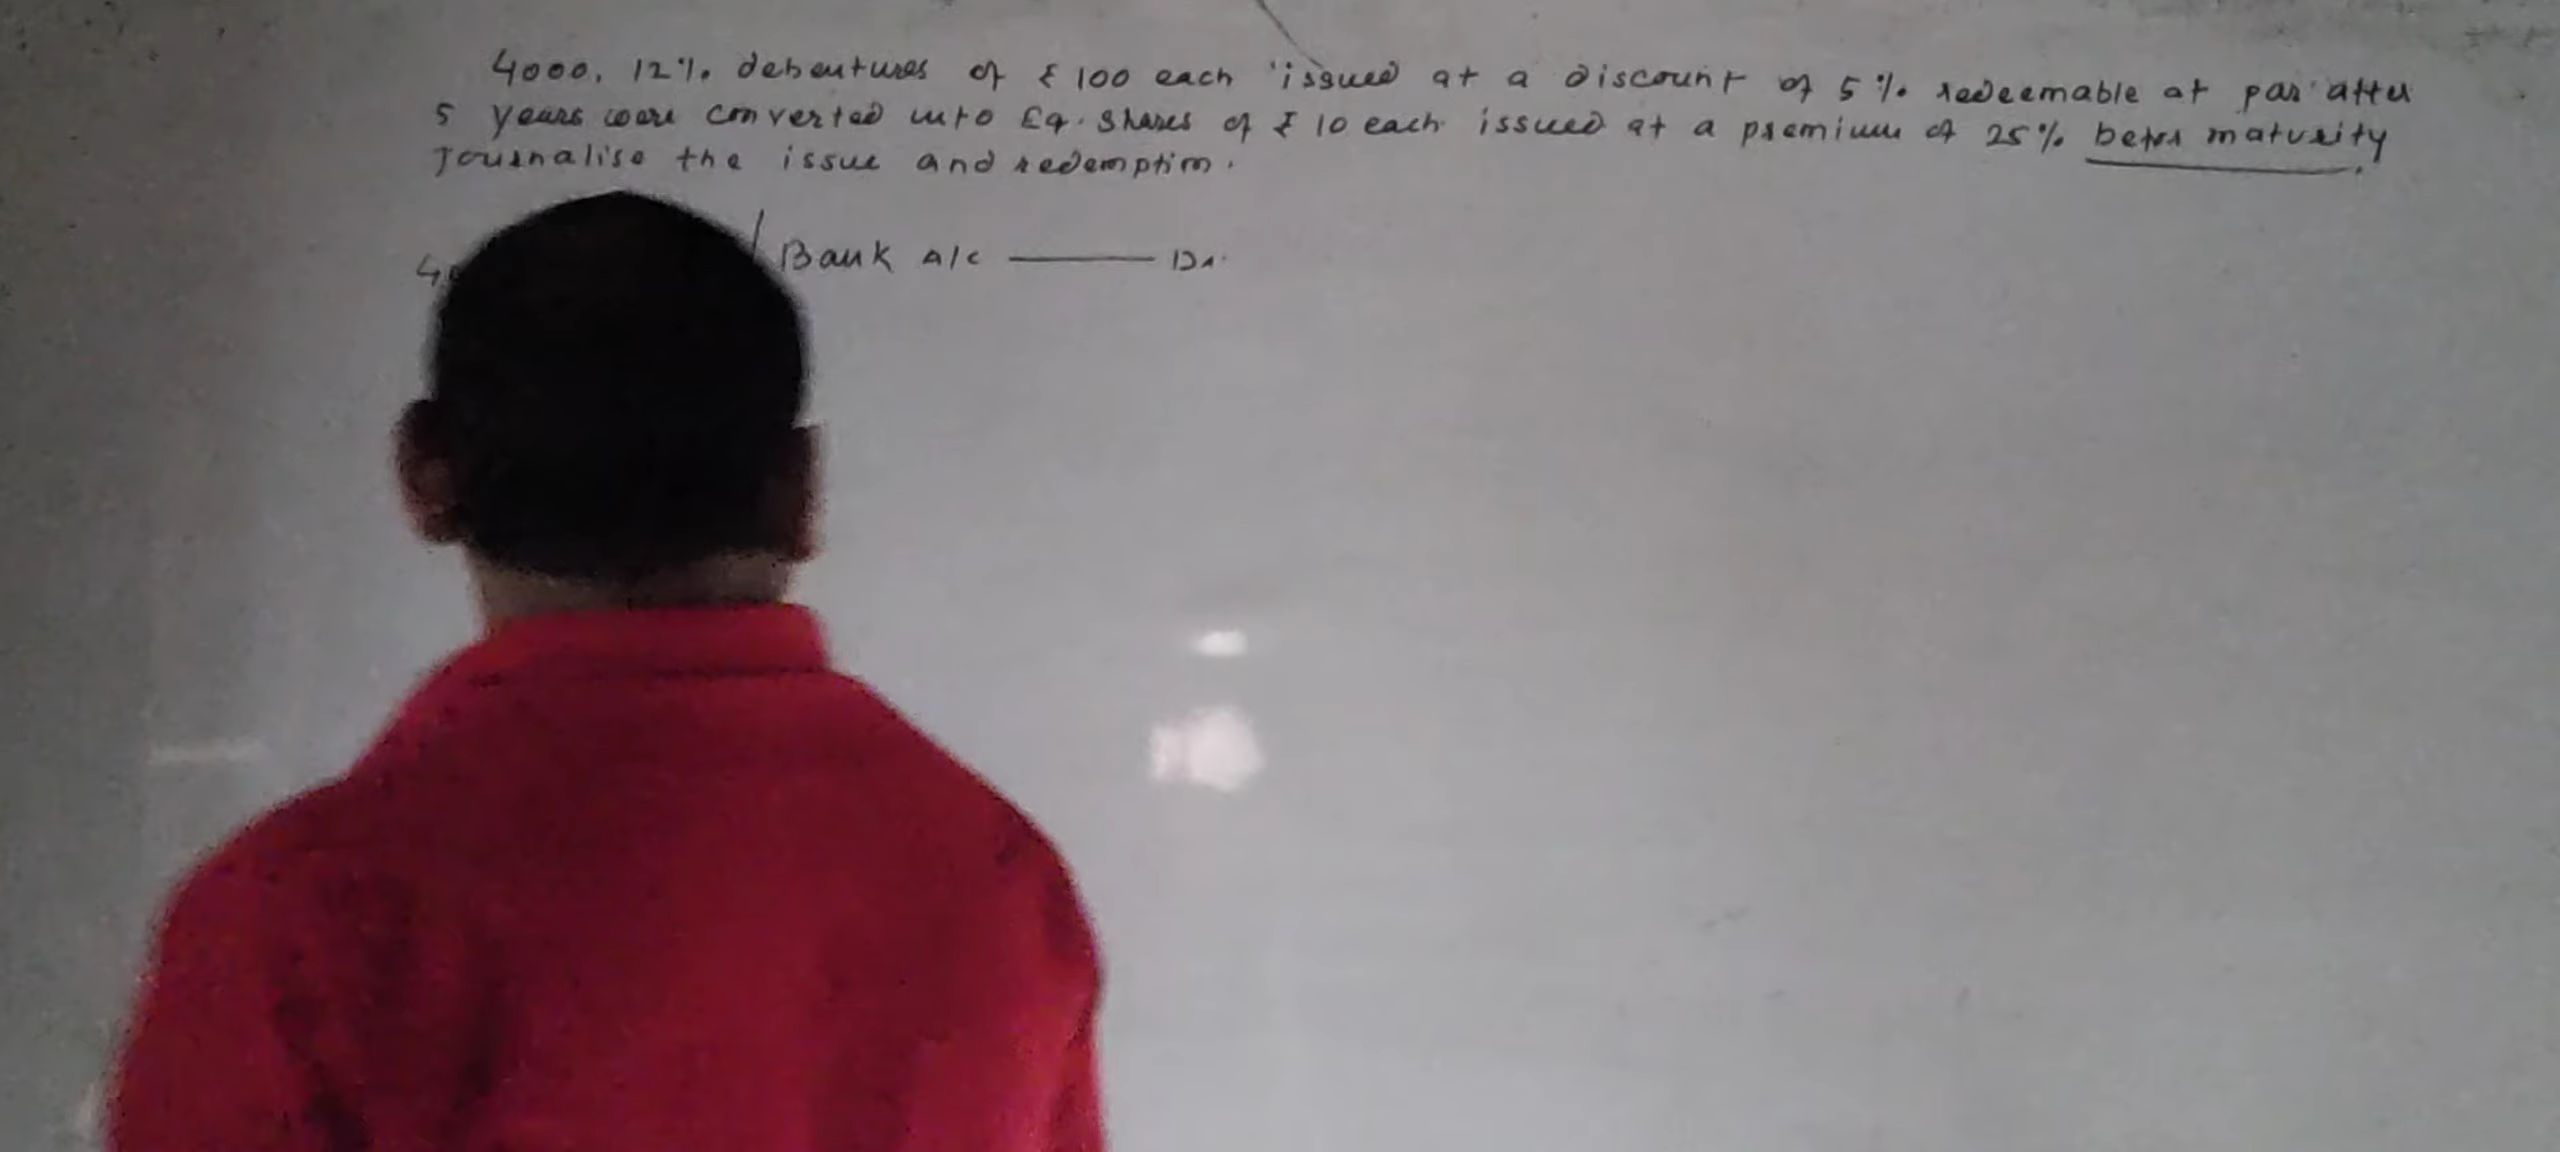 4000, 12% debentures of ₹ 100 each issued at a discount of 5% redeemable at par after
5 years were converted into Eq. Shares of ₹ 10 each issued at a premium of 25% before maturity
Journalise the issue and redemption.
Bank A/c ——— Dr.